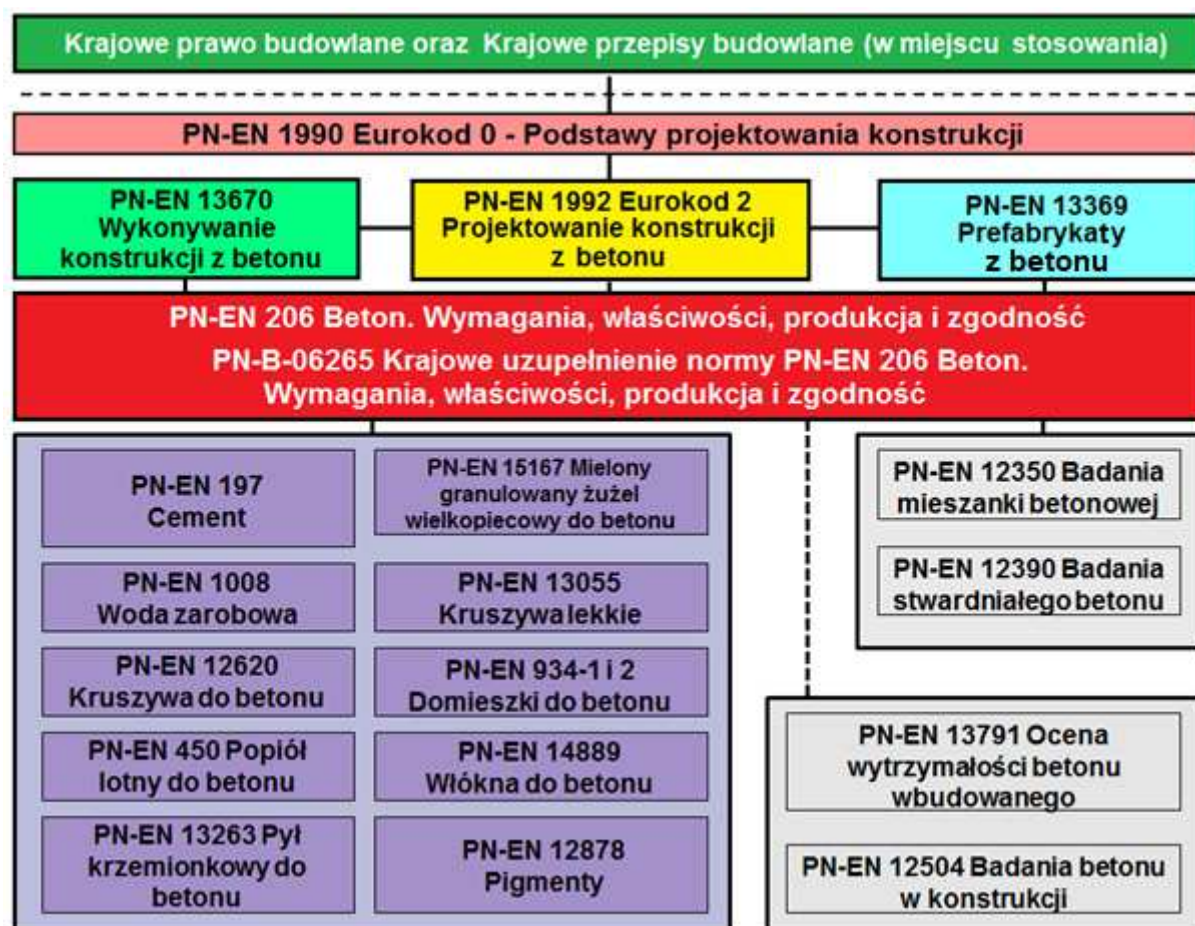 Krajowe prawo budowlane oraz Krajowe przepisy budowlane (w miejscu stosowania)
PN-EN 1990 Eurokod 0 - Podstawy projektowania konstrukcji
PN-EN 13670
Wykonywanie
konstrukcji z betonu
PN-EN 1992 Eurokod 2
Projektowanie konstrukcji
z betonu
PN-EN 13369
Prefabrykaty
z betonu
PN-EN 206 Beton. Wymagania, właściwości, produkcja i zgodność
PN-B-06265 Krajowe uzupełnienie normy PN-EN 206 Beton.
Wymagania, właściwości, produkcja i zgodność
PN-EN 197
Cement
PN-EN 15167 Mielony
granulowany żużel
wielkopiecowy do betonu
PN-EN 1008
Woda zarobowa
PN-EN 13055
Kruszywa lekkie
PN-EN 12620
Kruszywa do betonu
PN-EN 934-1 i 2
Domieszki do betonu
PN-EN 450 Popiół
lotny do betonu
PN-EN 14889
Włókna do betonu
PN-EN 13263 Pył
krzemionkowy do
betonu
PN-EN 12878
Pigmenty
PN-EN 12350 Badania
mieszanki betonowej
PN-EN 12390 Badania
stwardniałego betonu
PN-EN 13791 Ocena
wytrzymałości betonu
wbudowanego
PN-EN 12504 Badania betonu
w konstrukcji